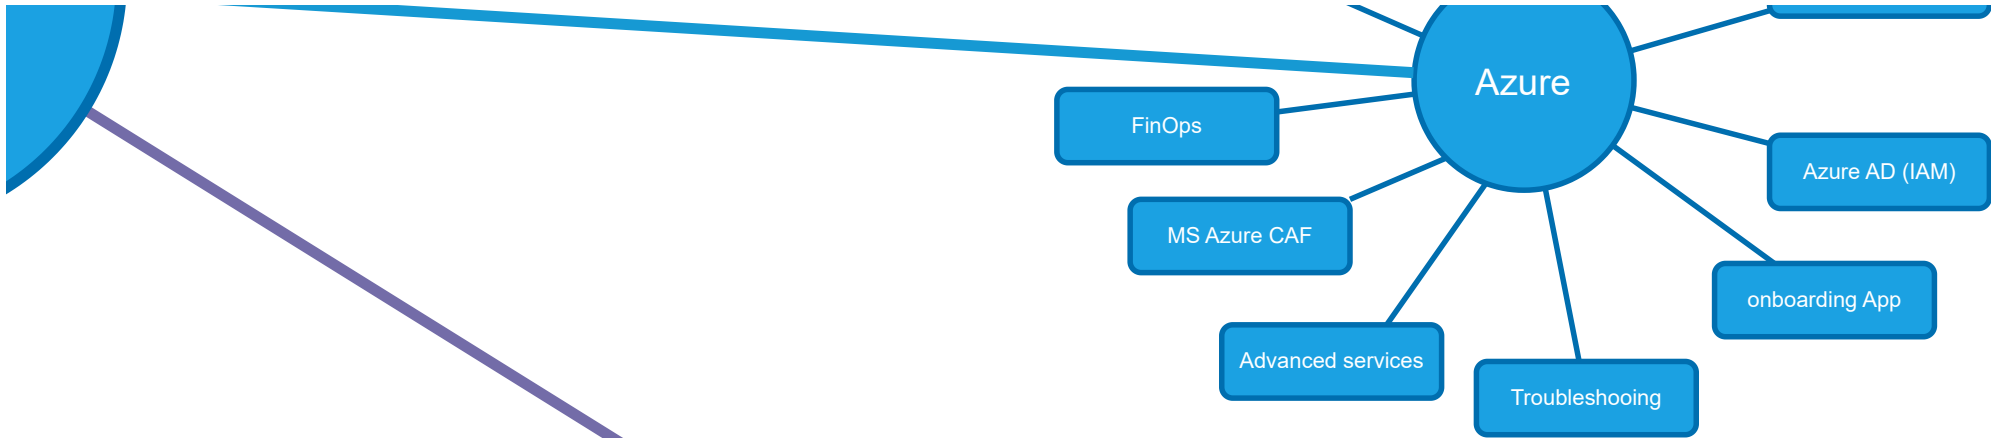 Azure
FinOps
Azure AD (IAM)
MS Azure CAF
onboarding App
Advanced services
Troubleshooing